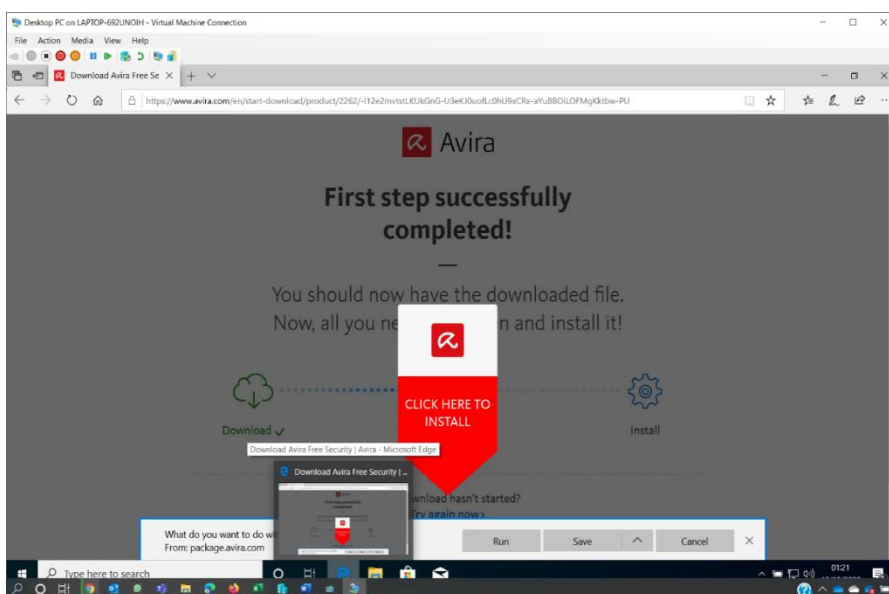 Desktop PC on LAPTOP-692UNOIH - Virtual Machine Connection
File Action Media View Help
Download Avira Free Se
https://www.avira.com/en/start-download/product/2262/
Avira
First step successfully
completed!
You should now have the downloaded file.
Now, all you ne n and install it!
CLICK HERE TO
INSTALL
Download
Install
Download Avira Free Security | Avira - Microsoft Edge
Download Avira Free Security | ...
wnload hasn't started?
Try again now>
What do you want to do wi
From: package.avira.com
Run Save Cancel
Type here to search
01:21